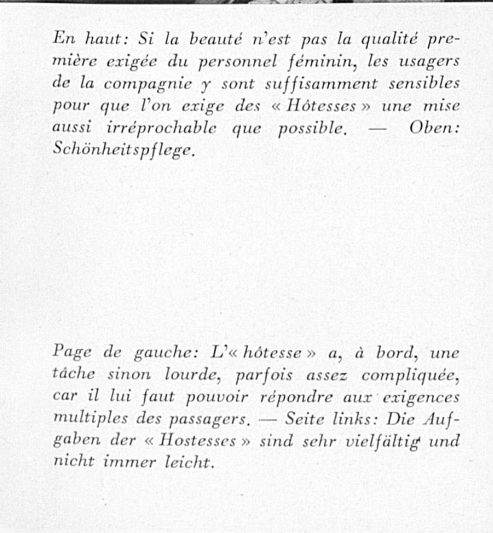 En haut: Si la beauté n'est pas la qualité pre-
mière exigée du personnel féminin, les usagers
de la compagnie y sont suffisamment sensibles
pour que l'on exige des « Hôtesses » une mise
aussi irréprochable que possible. — Oben:
Schönheitspflege.
Page de gauche: L'« hôtesse » a, à bord, une
tâche sinon lourde, parfois assez compliquée,
car il lui faut pouvoir répondre aux exigences
multiples des passagers. — Seite links: Die Auf-
gaben der « Hostesses » sind sehr vielfältig und
nicht immer leicht.